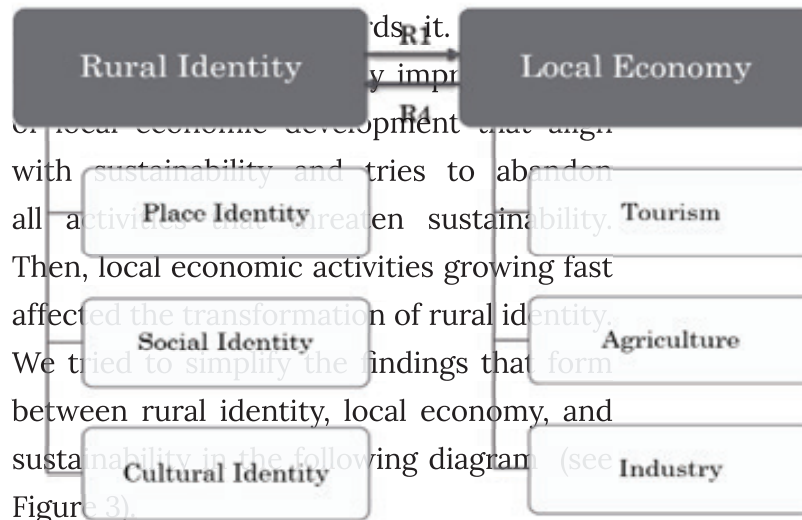 Rural Identity
R1
R4
Local Economy
Place Identity
Social Identity
Cultural Identity
Tourism
Agriculture
Industry
it.
of local economic development that align
with sustainability and tries to abandon
all activities that threaten sustainability.
Then, local economic activities growing fast
affected the transformation of rural identity.
We tried to simplify the findings that form
between rural identity, local economy, and
sustainability in the following diagram (see
Figure 3).